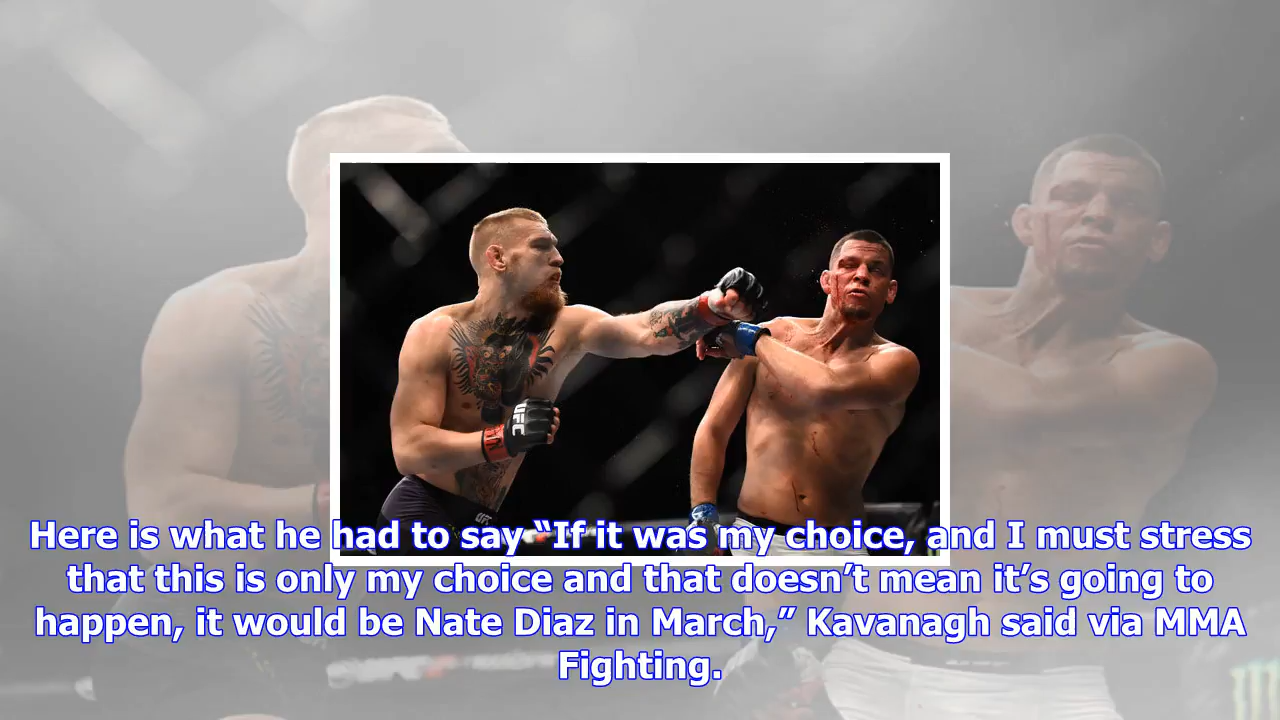 UFC
UFC
Here is what he had to say “If it was my choice, and I must stress
that this is only my choice and that doesn’t mean it’s going to
happen, it would be Nate Diaz in March,” Kavanagh said via MMA
Fighting.